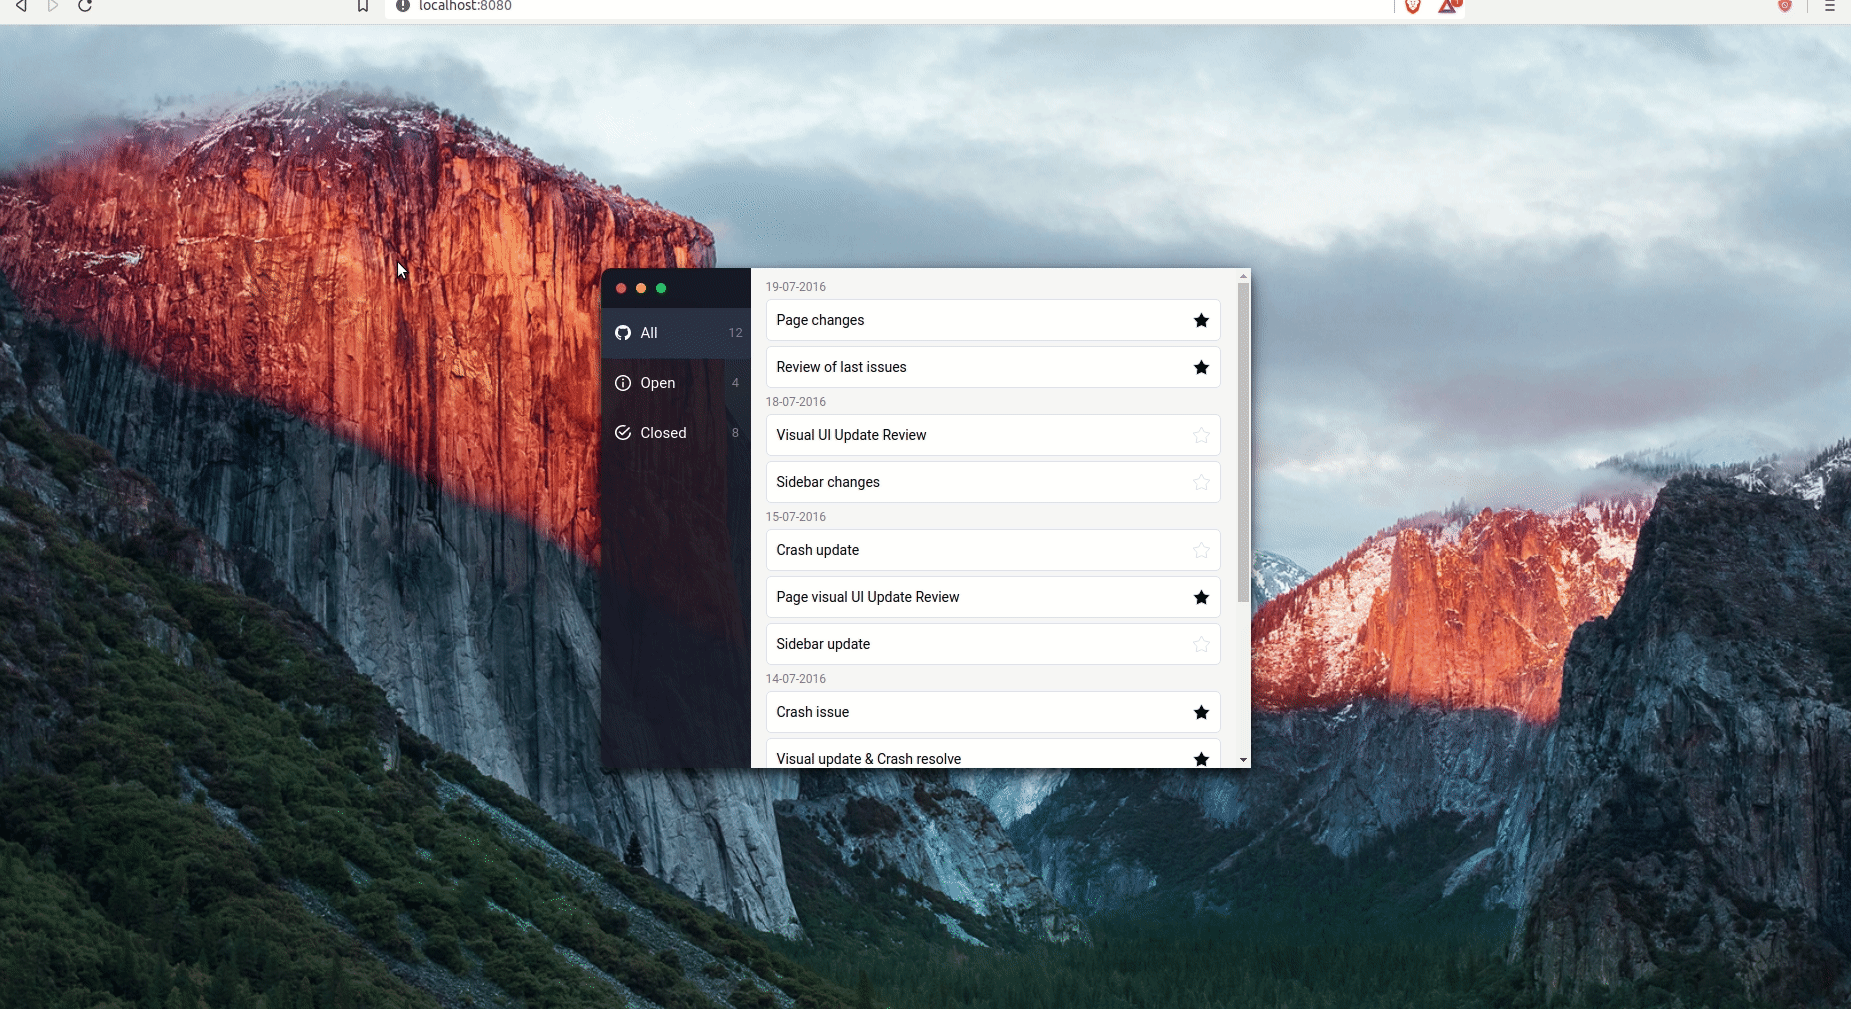 localhost:8080
All 12
Open 4
Closed 8
19-07-2016
Page changes
Review of last issues
18-07-2016
Visual UI Update Review
Sidebar changes
15-07-2016
Crash update
Page visual UI Update Review
Sidebar update
14-07-2016
Crash issue
Visual update & Crash resolve